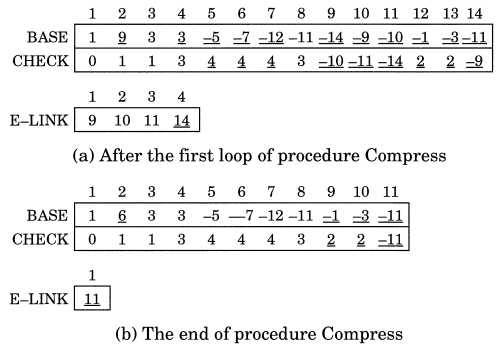 1 2 3 4 5 6 7 8 9 10 11 12 13 14
BASE 1 9 3 3 –5 –6 –12 –11 –14 –9 –10 –1 –3 –11
CHECK 0 1 1 3 4 4 4 3 –10 –11 –14 2 2 –9
1 2 3 4
E–LINK 9 10 11 14
(a) After the first loop of procedure Compress
1 2 3 4 5 6 7 8 9 10 11
BASE 1 6 3 3 –5 –7 –12 –11 –1 –3 –11
CHECK 0 1 1 3 4 4 4 3 2 2 –11
1
E–LINK 11
(b) The end of procedure Compress